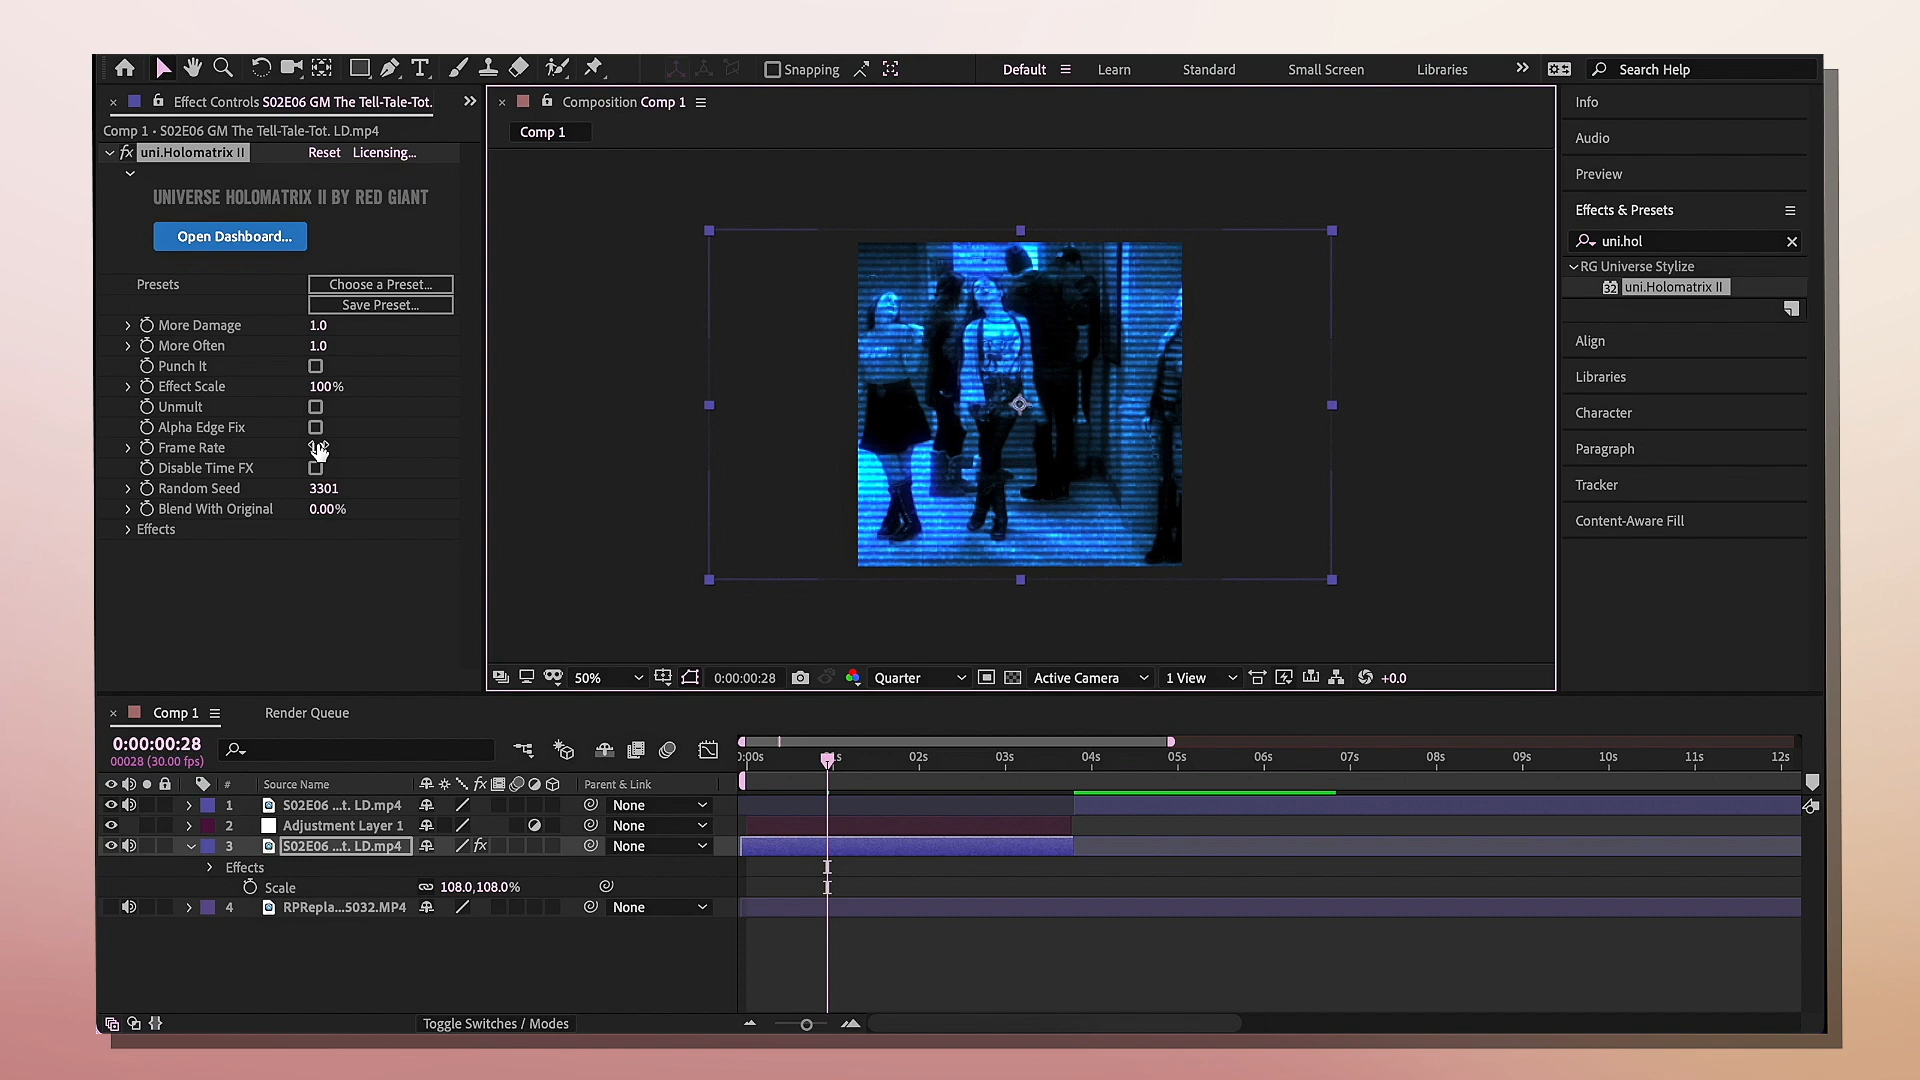 Snapping
Default
Learn
Standard
Small Screen
Libraries
Search Help
Effect Controls S02E06 GM The Tell-Tale-Tot.
Comp 1 • S02E06 GM The Tell-Tale-Tot. LD.mp4
fx uni.Holomatrix II Reset Licensing...
UNIVERSE HOLOMATRIX II BY RED GIANT
Open Dashboard...
Presets Choose a Preset...
Save Preset...
More Damage 1.0
More Often 1.0
Punch It
Effect Scale 100%
Unmult
Alpha Edge Fix
Frame Rate
Disable Time FX
Random Seed 3301
Blend With Original 0.00%
Effects
Composition Comp 1
Comp 1
50%
0:00:00:28
Quarter
Active Camera
1 View
+0.0
Info
Audio
Preview
Effects & Presets
uni.hol
RG Universe Stylize
32 uni.Holomatrix II
Align
Libraries
Character
Paragraph
Tracker
Content-Aware Fill
Comp 1
Render Queue
0:00:00:28
00028 (30.00 fps)
# Source Name fx Parent & Link
1 S02E06 ...t. LD.mp4 None
2 Adjustment Layer 1 None
3 S02E06 ...t. LD.mp4 fx None
Effects
Scale 108.0,108.0%
4 RPRepla...5032.MP4 None
02s 03s 04s 05s 06s 07s 08s 09s 10s 11s 12s
Toggle Switches / Modes